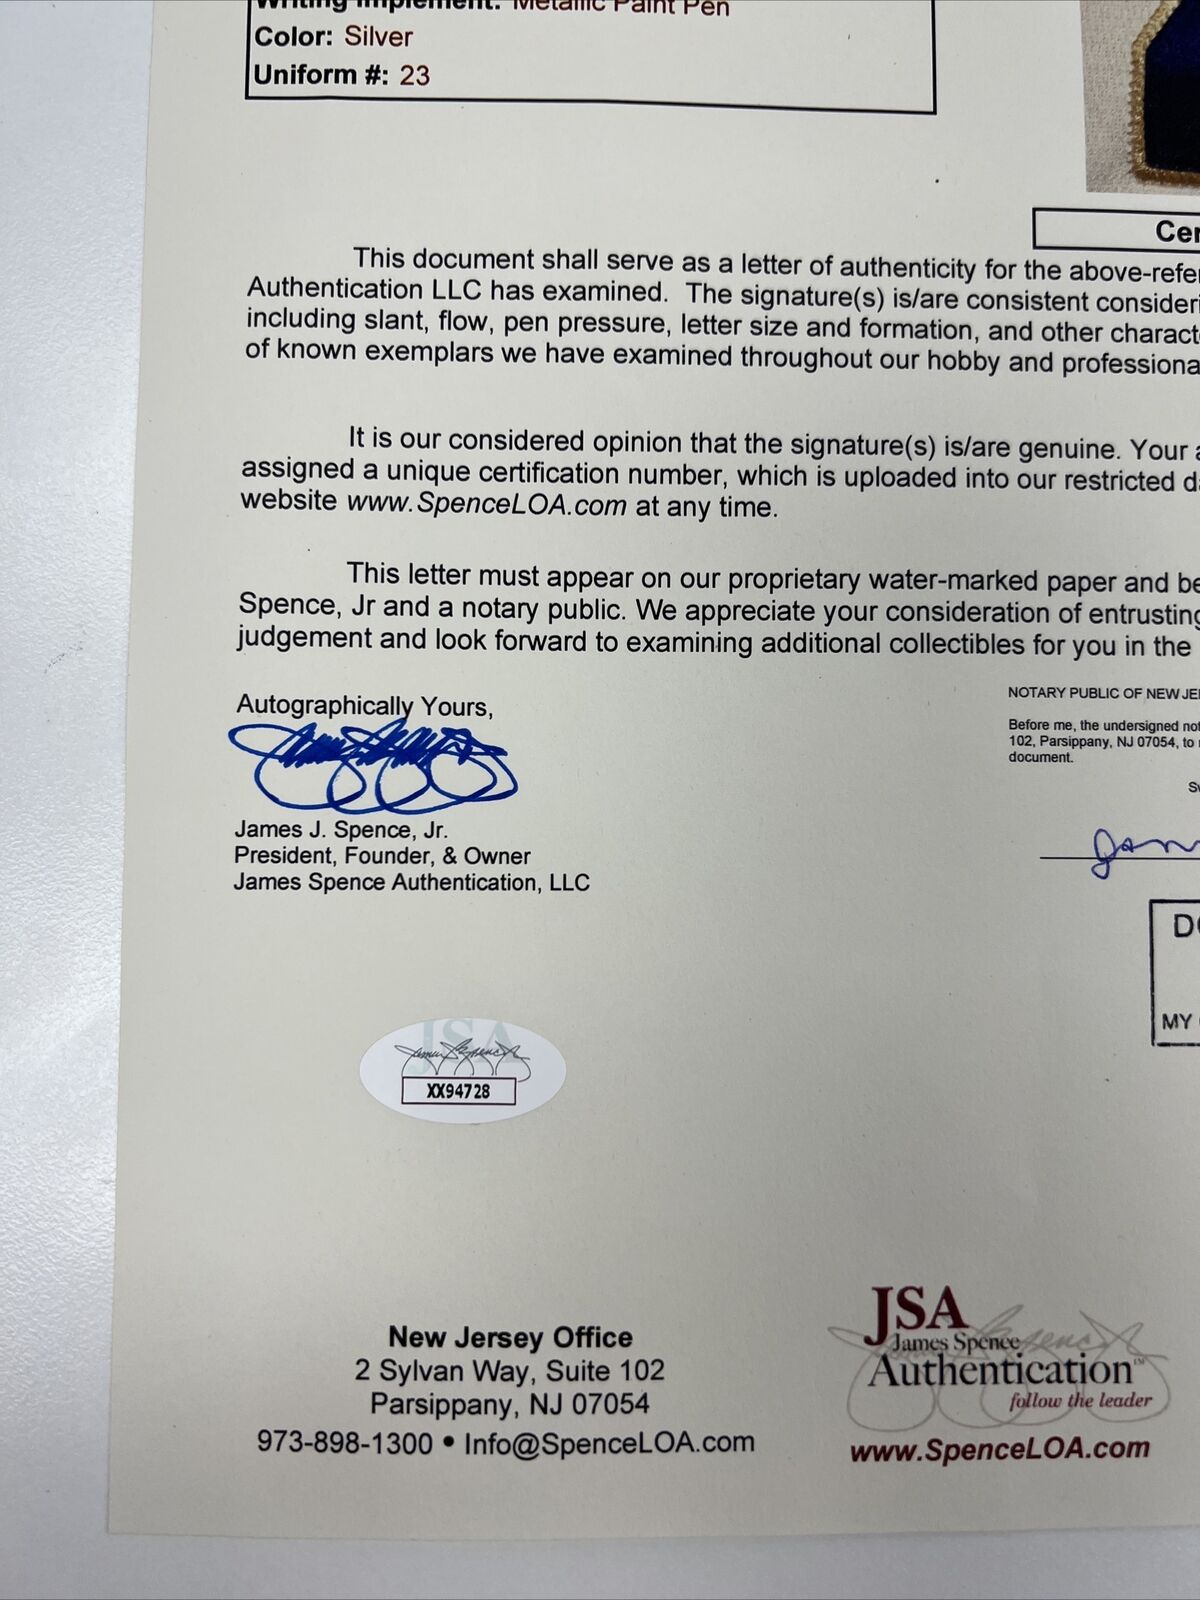 Writing Implement: Metallic Paint Pen
Color: Silver
Uniform #: 23
Cer
This document shall serve as a letter of authenticity for the above-refe
Authentication LLC has examined. The signature(s) is/are consistent consideri
including slant, flow, pen pressure, letter size and formation, and other charact
of known exemplars we have examined throughout our hobby and professiona
It is our considered opinion that the signature(s) is/are genuine. Your a
assigned a unique certification number, which is uploaded into our restricted da
website www.SpenceLOA.com at any time.
This letter must appear on our proprietary water-marked paper and be
Spence, Jr and a notary public. We appreciate your consideration of entrusting
judgement and look forward to examining additional collectibles for you in the
Autographically Yours,
James J. Spence, Jr.
President, Founder, & Owner
James Spence Authentication, LLC
NOTARY PUBLIC OF NEW JE
Before me, the undersigned not
102, Parsippany, NJ 07054, to
document.
DO
MY
JSA
XX94728
New Jersey Office
2 Sylvan Way, Suite 102
Parsippany, NJ 07054
973-898-1300 • Info@SpenceLOA.com
JSA
James Spence
Authentication™
follow the leader
www.SpenceLOA.com